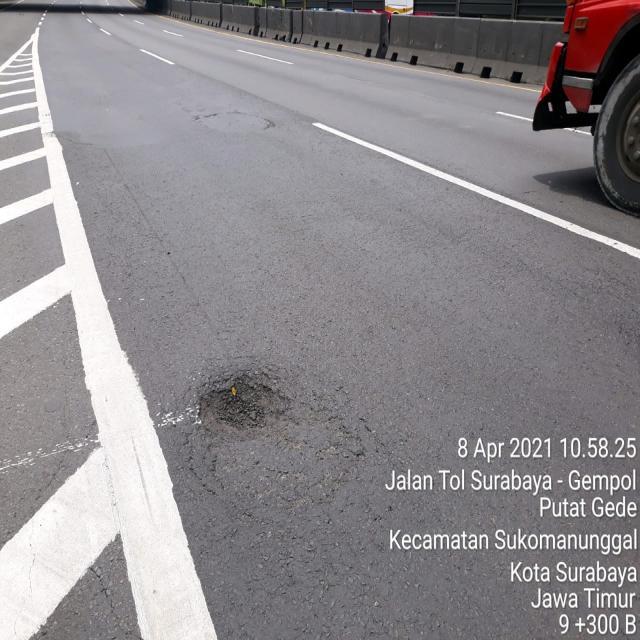 8 Apr 2021 10.58.25
Jalan Tol Surabaya - Gempol
Putat Gede
Kecamatan Sukomanunggal
Kota Surabaya
Jawa Timur
9 +300 B